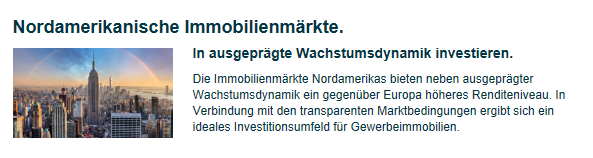 Nordamerikanische Immobilienmärkte.
In ausgeprägte Wachstumsdynamik investieren.
Die Immobilienmärkte Nordamerikas bieten neben ausgeprägter
Wachstumsdynamik ein gegenüber Europa höheres Renditeniveau. In
Verbindung mit den transparenten Marktbedingungen ergibt sich ein
ideales Investitionsumfeld für Gewerbeimmobilien.